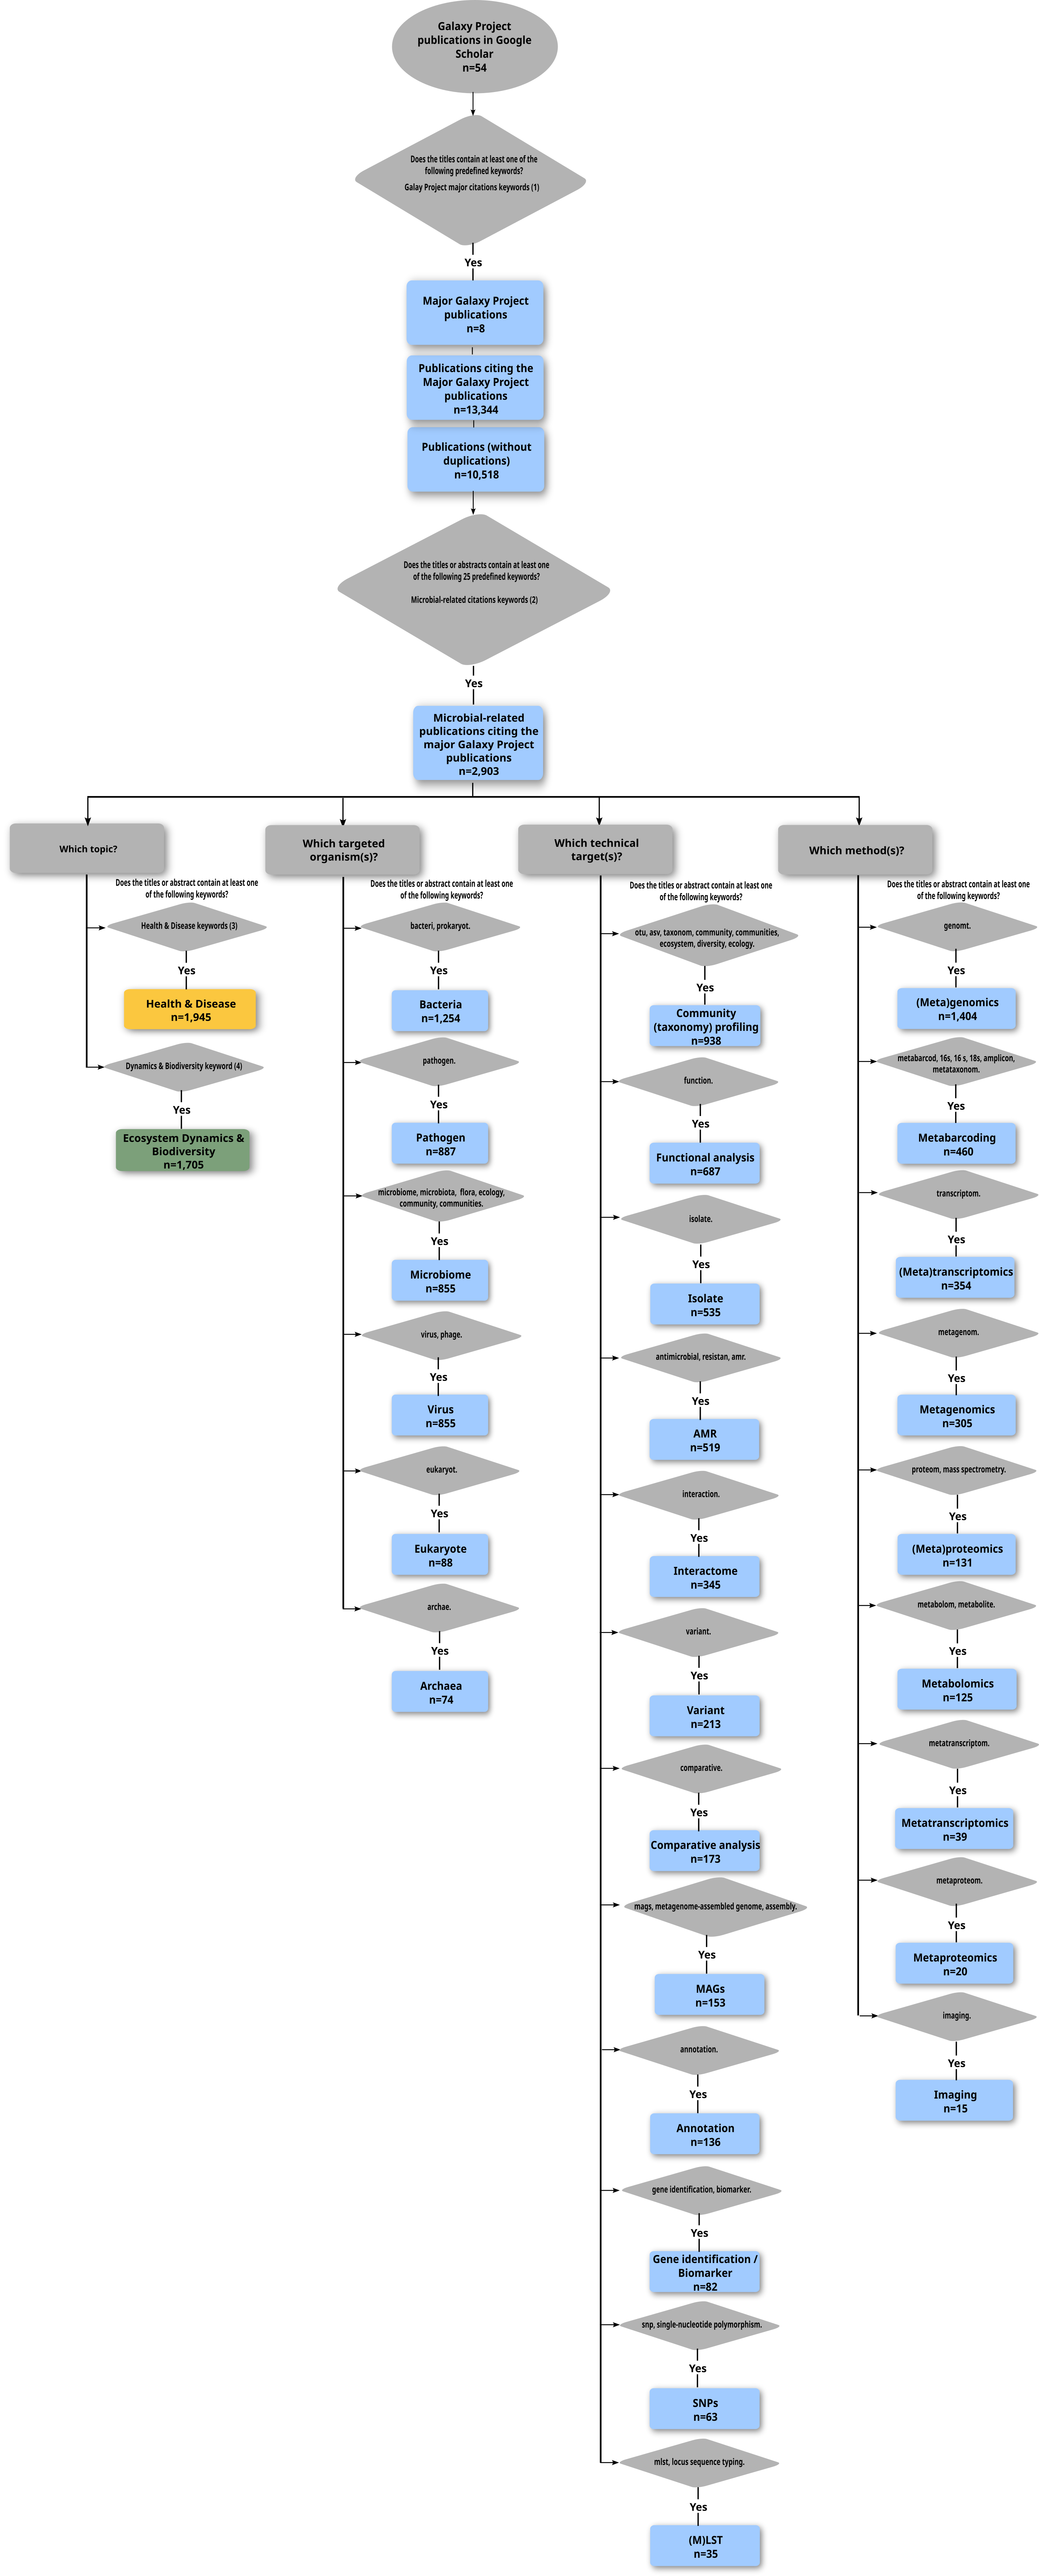 Galaxy Project
publications in Google
Scholar
n=54
Does the titles contain at least one of the
following predefined keywords?
Galay Project major citations keywords (1)
Yes
Major Galaxy Project
publications
n=8
Publications citing the
Major Galaxy Project
publications
n=13,344
Publications (without
duplications)
n=10,518
Does the titles or abstracts contain at least one
of the following 25 predefined keywords?
Microbial-related citations keywords (2)
Yes
Microbial-related
publications citing the
major Galaxy Project
publications
n=2,903
Which topic?
Does the titles or abstract contain at least one
of the following keywords?
Health & Disease keywords (3)
Yes
Health & Disease
n=1,945
Dynamics & Biodiversity keyword (4)
Yes
Ecosystem Dynamics &
Biodiversity
n=1,705
Which targeted
organism(s)?
Does the titles or abstract contain at least one
of the following keywords?
bacteri, prokaryot.
Yes
Bacteria
n=1,254
pathogen.
Yes
Pathogen
n=887
microbiome, microbiota, flora, ecology,
community, communities.
Yes
Microbiome
n=855
virus, phage.
Yes
Virus
n=855
eukaryot.
Yes
Eukaryote
n=88
archae.
Yes
Archaea
n=74
Which technical
target(s)?
Does the titles or abstract contain at least one
of the following keywords?
otu, asv, taxonom, community, communities,
ecosystem, diversity, ecology.
Yes
Community
(taxonomy) profiling
n=938
function.
Yes
Functional analysis
n=687
isolate.
Yes
Isolate
n=535
antimicrobial, resistan, amr.
Yes
AMR
n=519
interaction.
Yes
Interactome
n=345
variant.
Yes
Variant
n=213
comparative.
Yes
Comparative analysis
n=173
mags, metagenome-assembled genome, assembly.
Yes
MAGs
n=153
annotation.
Yes
Annotation
n=136
gene identification, biomarker.
Yes
Gene identification /
Biomarker
n=82
snp, single-nucleotide polymorphism.
Yes
SNPs
n=63
mlst, locus sequence typing.
Yes
(M)LST
n=35
Which method(s)?
Does the titles or abstract contain at least one
of the following keywords?
genomt.
Yes
(Meta)genomics
n=1,404
metabarcod, 16s, 16 s, 18s, amplicon,
metataxonom.
Yes
Metabarcoding
n=460
transcriptom.
Yes
(Meta)transcriptomics
n=354
metagenom.
Yes
Metagenomics
n=305
proteom, mass spectrometry.
Yes
(Meta)proteomics
n=131
metabolom, metabolite.
Yes
Metabolomics
n=125
metatranscriptom.
Yes
Metatranscriptomics
n=39
metaproteom.
Yes
Metaproteomics
n=20
imaging.
Yes
Imaging
n=15